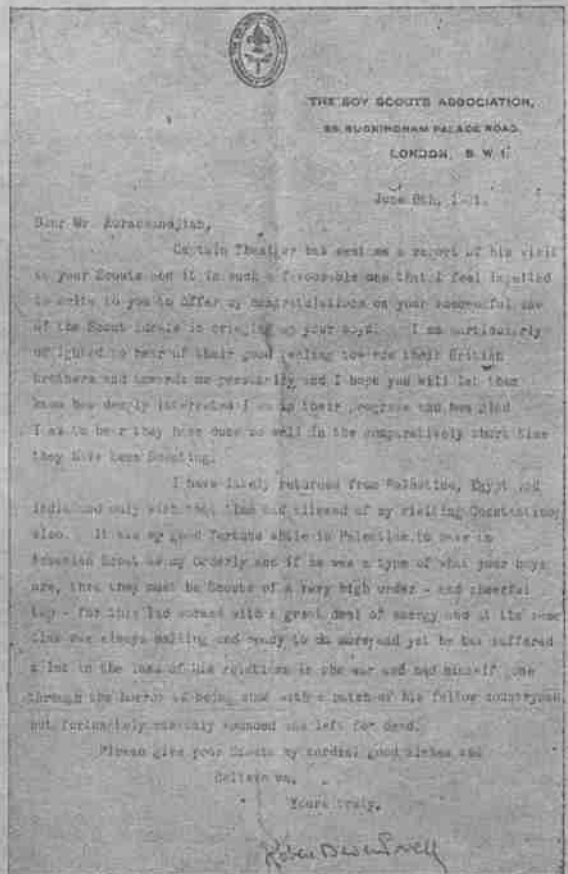 THE BOY SCOUTS ASSOCIATION,
25, BUCKINGHAM PALACE ROAD,
LONDON, S. W. 1.
June 8th,
Dear Mr.
Captain has sent me a report of his visit
to your Scouts and it is such a favourable one that I feel impelled
to write to you to offer my congratulations on your successful use
of the Scout ideals in bringing up your boys. I am particularly
delighted to hear of their good feeling towards their British
brothers and towards me personally and I hope you will let them
know how deeply interested I am in their progress and how glad
I am to hear they have done so well in the comparatively short time
they have been Scouting.
I have lately returned from Palestine, Egypt and
India and only wish that time had allowed of my visiting
also. It was my good fortune while in Palestine to have an
Armenian Scout as my Orderly and if he was a type of what your boys
are, then they must be Scouts of a very high order - and cheerful
too - for this lad worked with a great deal of energy and at the same
time was always smiling and ready to do more, and yet he has suffered
a lot in the loss of his relations in the war and had himself gone
through the horror of being shot with a batch of his fellow countrymen,
but fortunately was only wounded and left for dead.
Please give your Scouts my cordial good wishes and
Believe me,
Yours truly,
Robert Baden Powell